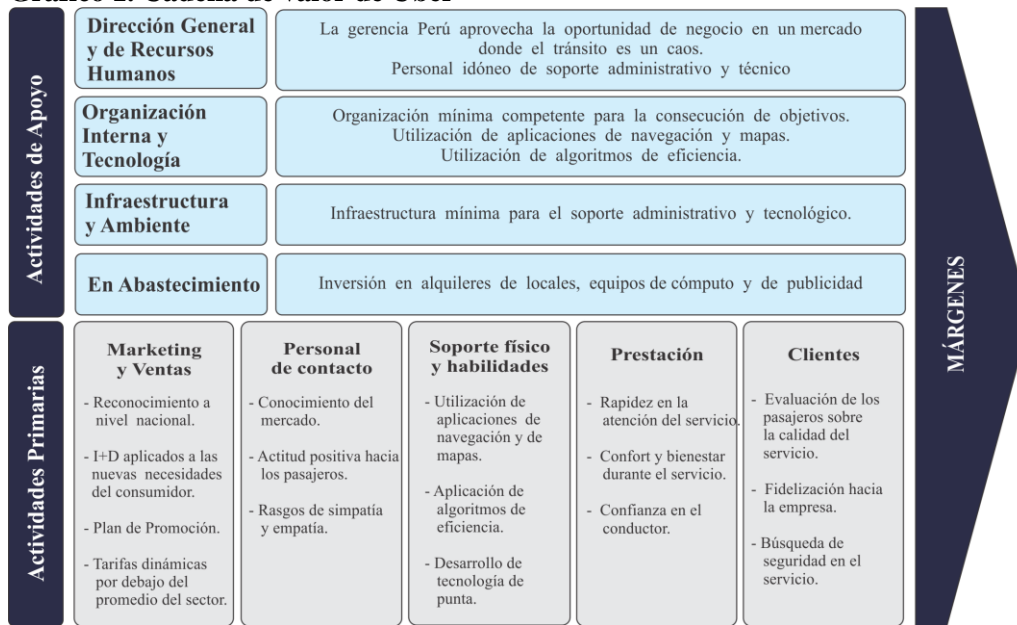 Gráfico 1. Cadena de valor de Uber
Actividades de Apoyo
Dirección General
y de Recursos
Humanos
La gerencia Perú aprovecha la oportunidad de negocio en un mercado
donde el tránsito es un caos.
Personal idóneo de soporte administrativo y técnico
Organización
Interna y
Tecnología
Organización mínima competente para la consecución de objetivos.
Utilización de aplicaciones de navegación y mapas.
Utilización de algoritmos de eficiencia.
Infraestructura
y Ambiente
Infraestructura mínima para el soporte administrativo y tecnológico.
En Abastecimiento
Inversión en alquileres de locales, equipos de cómputo y de publicidad
Actividades Primarias
Marketing
y Ventas
- Reconocimiento a
nivel nacional.
- I+D aplicados a las
nuevas necesidades
del consumidor.
- Plan de Promoción.
- Tarifas dinámicas
por debajo del
promedio del sector.
Personal
de contacto
- Conocimiento del
mercado.
- Actitud positiva hacia
los pasajeros.
- Rasgos de simpatía
y empatía.
Soporte físico
y habilidades
- Utilización de
aplicaciones de
navegación y de
mapas.
- Aplicación de
algoritmos de
eficiencia.
- Desarrollo de
tecnología de
punta.
Prestación
- Rapidez en la
atención del servicio.
- Confort y bienestar
durante el servicio.
- Confianza en el
conductor.
Clientes
- Evaluación de los
pasajeros sobre
la calidad del
servicio.
- Fidelización hacia
la empresa.
- Búsqueda de
seguridad en el
servicio.
MÁRGENES